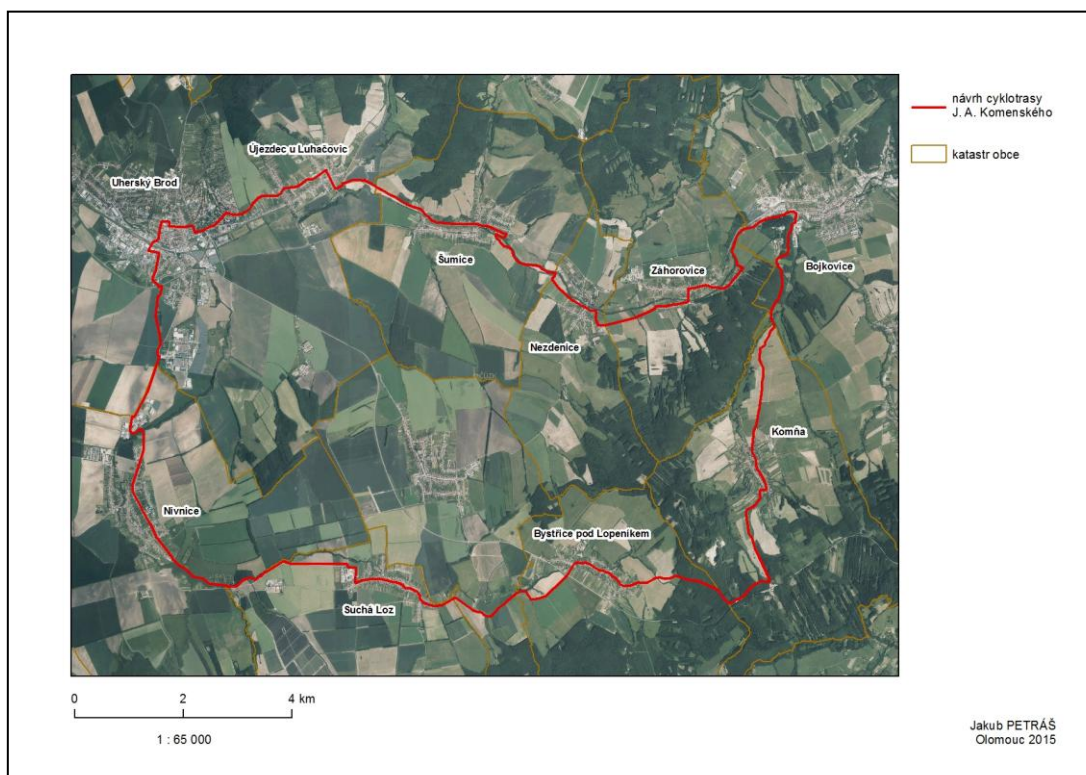 návrh cyklotrasy
J. A. Komenského
katastr obce
Újezdec u Luhačovic
Uherský Brod
Šumice
Záhorovice
Bojkovice
Nezdenice
Komňa
Nivnice
Bystřice pod Lopeníkem
Suchá Loz
0 2 4 km
1 : 65 000
Jakub PETRÁŠ
Olomouc 2015